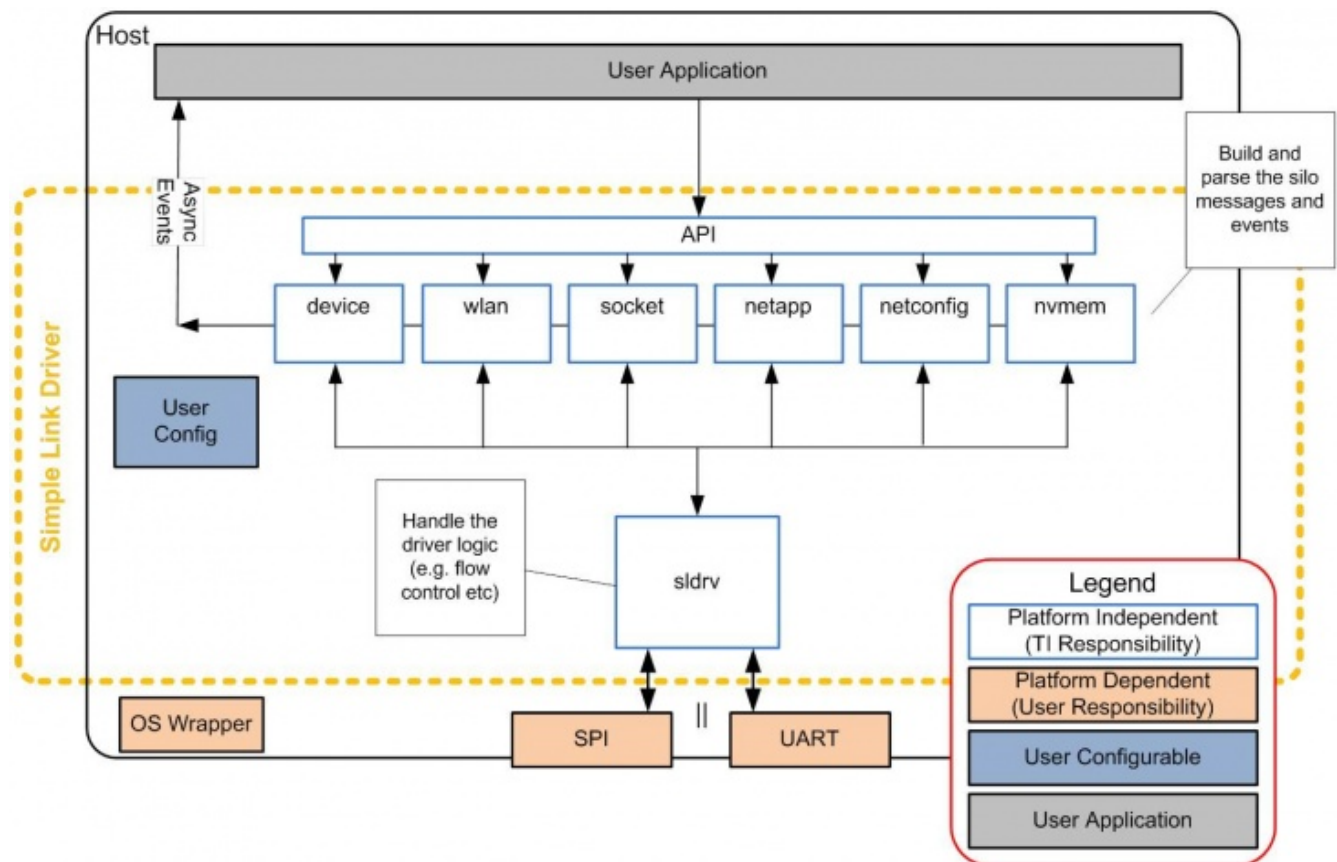 Host
User Application
Build and
parse the silo
messages and
events
Async
Events
API
device
wlan
socket
netapp
netconfig
nvmem
Simple Link Driver
User
Config
Handle the
driver logic
(e.g. flow
control etc)
sldrv
OS Wrapper
SPI
||
UART
Legend
Platform Independent
(TI Responsibility)
Platform Dependent
(User Responsibility)
User Configurable
User Application